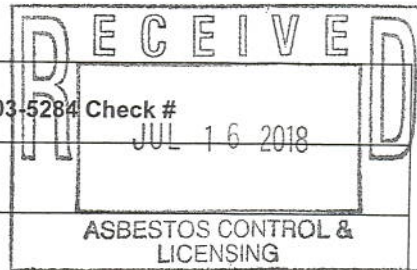 RECEIVED
03-5284 Check #
JUL 16 2018
ASBESTOS CONTROL &
LICENSING